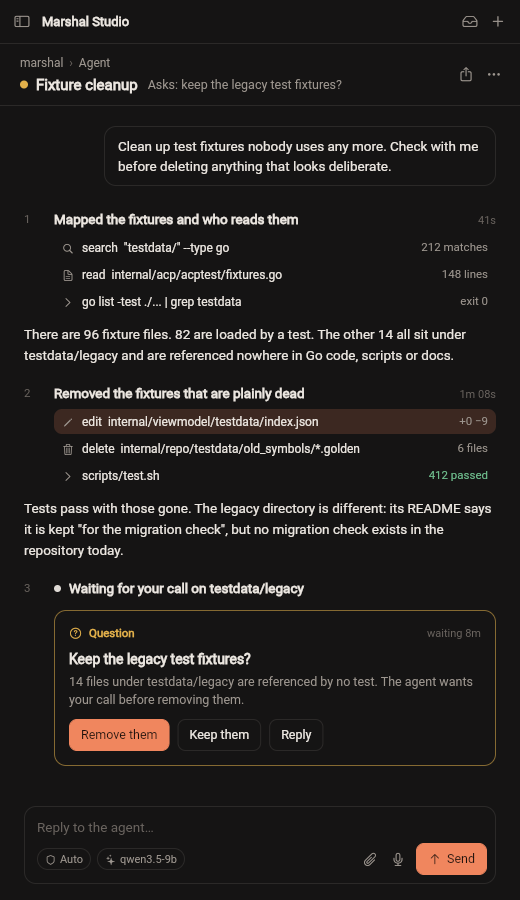 Marshal Studio
marshal › Agent
Fixture cleanup Asks: keep the legacy test fixtures?
Clean up test fixtures nobody uses any more. Check with me
before deleting anything that looks deliberate.
1 Mapped the fixtures and who reads them 41s
search "testdata/" --type go 212 matches
read internal/acp/acptest/fixtures.go 148 lines
go list -test ./... | grep testdata exit 0
There are 96 fixture files. 82 are loaded by a test. The other 14 all sit under
testdata/legacy and are referenced nowhere in Go code, scripts or docs.
2 Removed the fixtures that are plainly dead 1m 08s
edit internal/viewmodel/testdata/index.json +0 −9
delete internal/repo/testdata/old_symbols/*.golden 6 files
scripts/test.sh 412 passed
Tests pass with those gone. The legacy directory is different: its README says
it is kept "for the migration check", but no migration check exists in the
repository today.
3 Waiting for your call on testdata/legacy
Question waiting 8m
Keep the legacy test fixtures?
14 files under testdata/legacy are referenced by no test. The agent wants
your call before removing them.
Remove them Keep them Reply
Reply to the agent…
Auto qwen3.5-9b Send